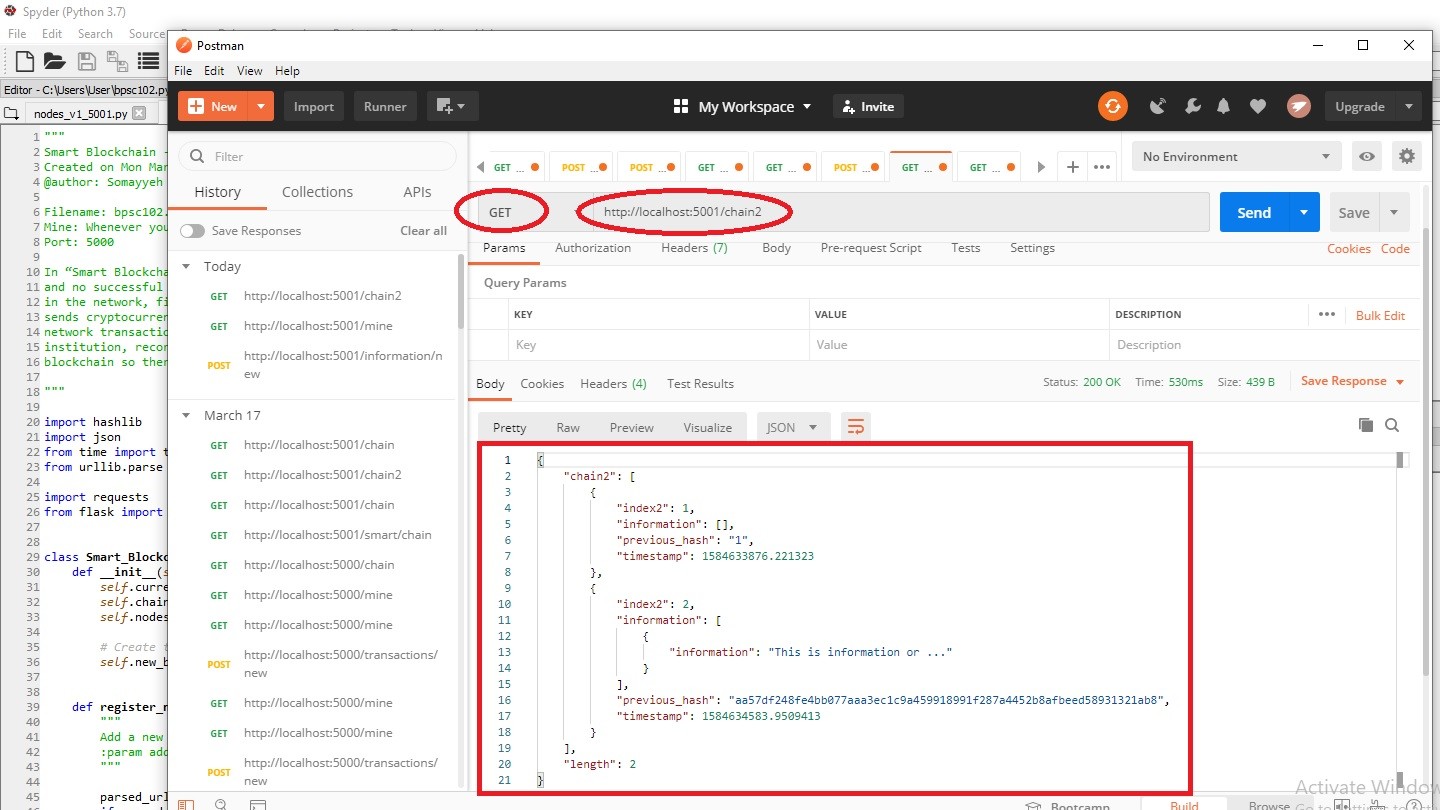 Spyder (Python 3.7)
File Edit Search Source
Editor - C:\Users\User\bpsc102.py
nodes_v1_5001.py
1 """
2 Smart Blockchain -
3 Created on Mon Mar
4 @author: Somayyeh
5
6 Filename: bpsc102.
7 Mine: Whenever you
8 Port: 5000
9
10 In “Smart Blockcha
11 and no successful
12 in the network, fi
13 sends cryptocurren
14 network transactio
15 institution, recor
16 blockchain so ther
17
18 """
19
20 import hashlib
21 import json
22 from time import t
23 from urllib.parse
24
25 import requests
26 from flask import
27
28
29 class Smart_Blockc
30 def __init__(s
31 self.curre
32 self.chain
33 self.nodes
34
35 # Create t
36 self.new_b
37
38
39 def register_n
40 """
41 Add a new
42 :param add
43 """
44
45 parsed_url
46
Postman
File Edit View Help
New Import Runner My Workspace Invite Upgrade
Filter
History Collections APIs
Save Responses Clear all
Today
GET http://localhost:5001/chain2
GET http://localhost:5001/mine
POST http://localhost:5001/information/n
ew
March 17
GET http://localhost:5001/chain
GET http://localhost:5001/chain2
GET http://localhost:5001/chain
GET http://localhost:5001/smart/chain
GET http://localhost:5000/chain
GET http://localhost:5000/mine
GET http://localhost:5000/mine
POST http://localhost:5000/transactions/
new
GET http://localhost:5000/mine
GET http://localhost:5000/mine
POST http://localhost:5000/transactions/
new
GET ... POST ... POST ... GET ... GET ... POST ... GET ... GET ... + ••• No Environment
GET http://localhost:5001/chain2 Send Save
Params Authorization Headers (7) Body Pre-request Script Tests Settings Cookies Code
Query Params
KEY VALUE DESCRIPTION ••• Bulk Edit
Key Value Description
Body Cookies Headers (4) Test Results Status: 200 OK Time: 530ms Size: 439 B Save Response
Pretty Raw Preview Visualize JSON
1 {
2 "chain2": [
3 {
4 "index2": 1,
5 "information": [],
6 "previous_hash": "1",
7 "timestamp": 1584633876.221323
8 },
9 {
10 "index2": 2,
11 "information": [
12 {
13 "information": "This is information or ..."
14 }
15 ],
16 "previous_hash": "aa57df248fe4bb077aaa3ec1c9a459918991f287a4452b8afbeed58931321ab8",
17 "timestamp": 1584634583.9509413
18 }
19 ],
20 "length": 2
21 }
Activate Window
Bootcamp Build Browse